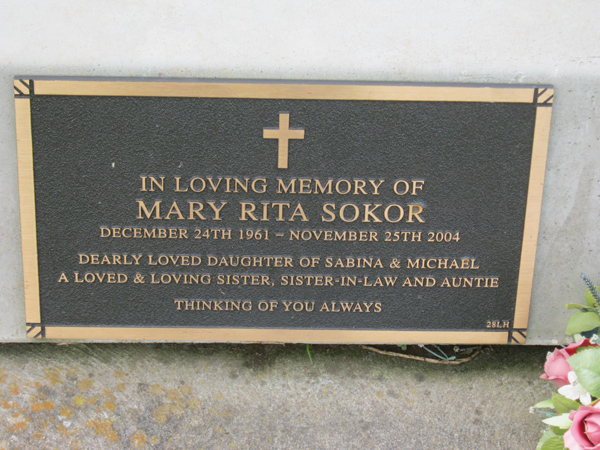 IN LOVING MEMORY OF
MARY RITA SOKOR
DECEMBER 24TH 1961 – NOVEMBER 25TH 2004
DEARLY LOVED DAUGHTER OF SABINA & MICHAEL
A LOVED & LOVING SISTER, SISTER-IN-LAW AND AUNTIE
THINKING OF YOU ALWAYS
28LH